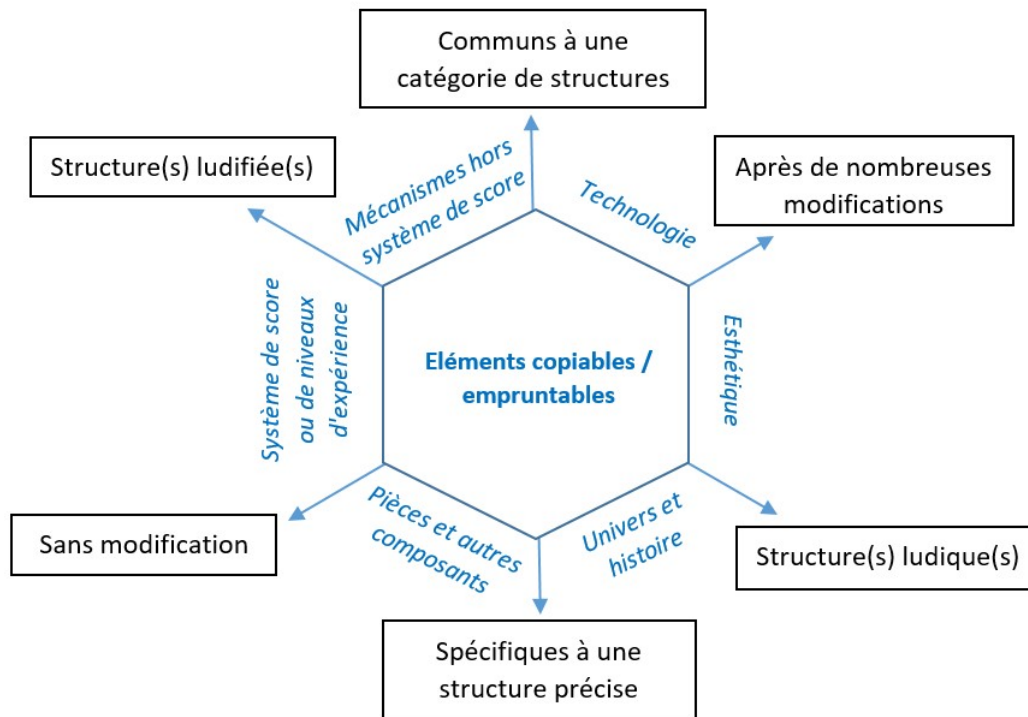 Communs à une
catégorie de structures
Structure(s) ludifiée(s)
Après de nombreuses
modifications
Mécanismes hors
système de score
Technologie
Système de score
ou de niveaux
d'expérience
Eléments copiables /
empruntables
Esthétique
Sans modification
Pièces et autres
composants
Univers et
histoire
Structure(s) ludique(s)
Spécifiques à une
structure précise